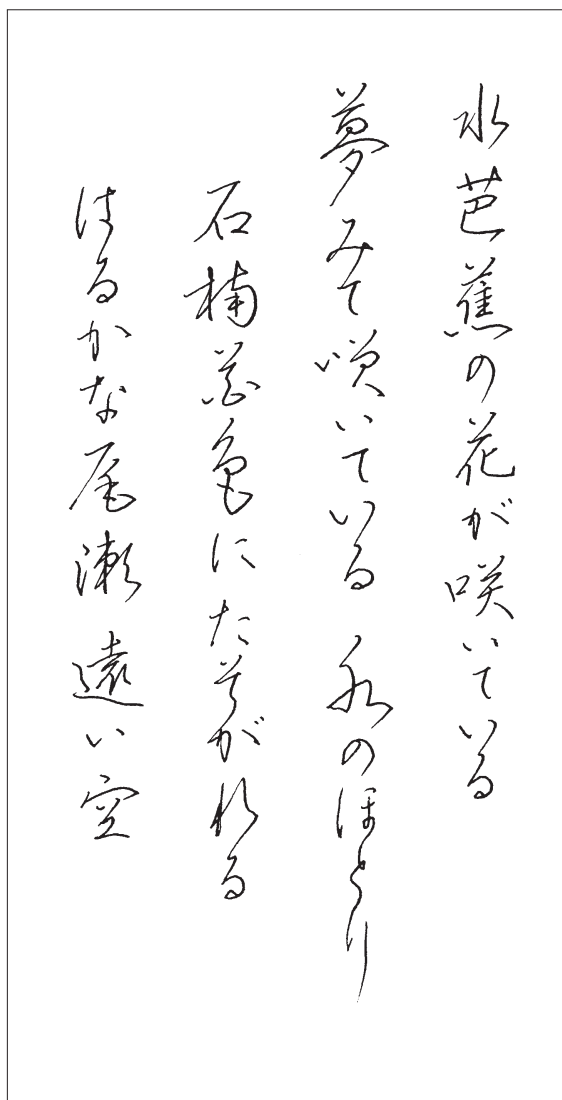 水芭蕉の花が咲いている
夢みて咲いている 水のほとり
石楠花色にたそがれる
はるかな尾瀬 遠い空